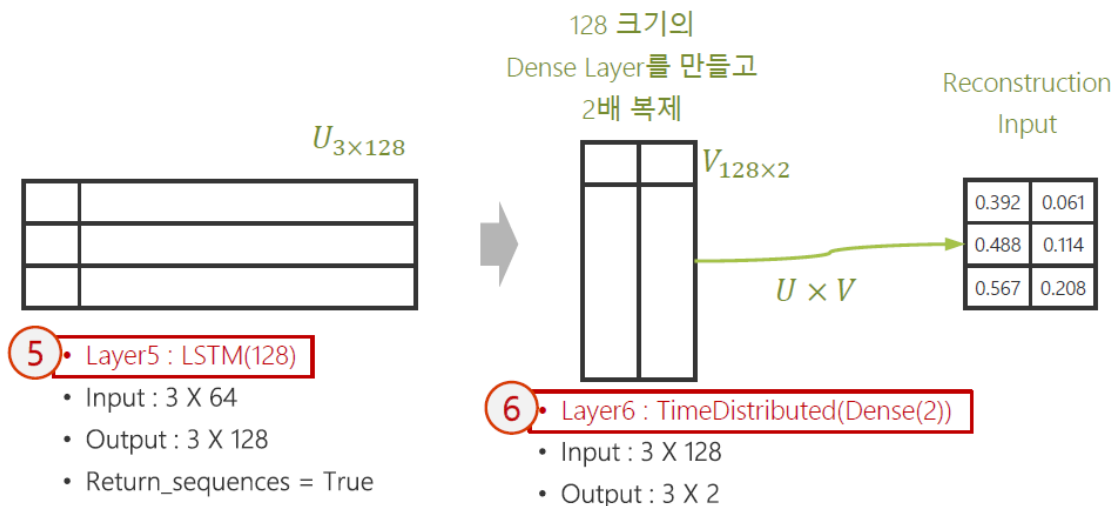 128 크기의
Dense Layer를 만들고
2배 복제
Reconstruction
Input
U3×128
V128×2
0.392 0.061
0.488 0.114
0.567 0.208
U × V
5
• Layer5 : LSTM(128)
• Input : 3 X 64
• Output : 3 X 128
• Return_sequences = True
6
• Layer6 : TimeDistributed(Dense(2))
• Input : 3 X 128
• Output : 3 X 2